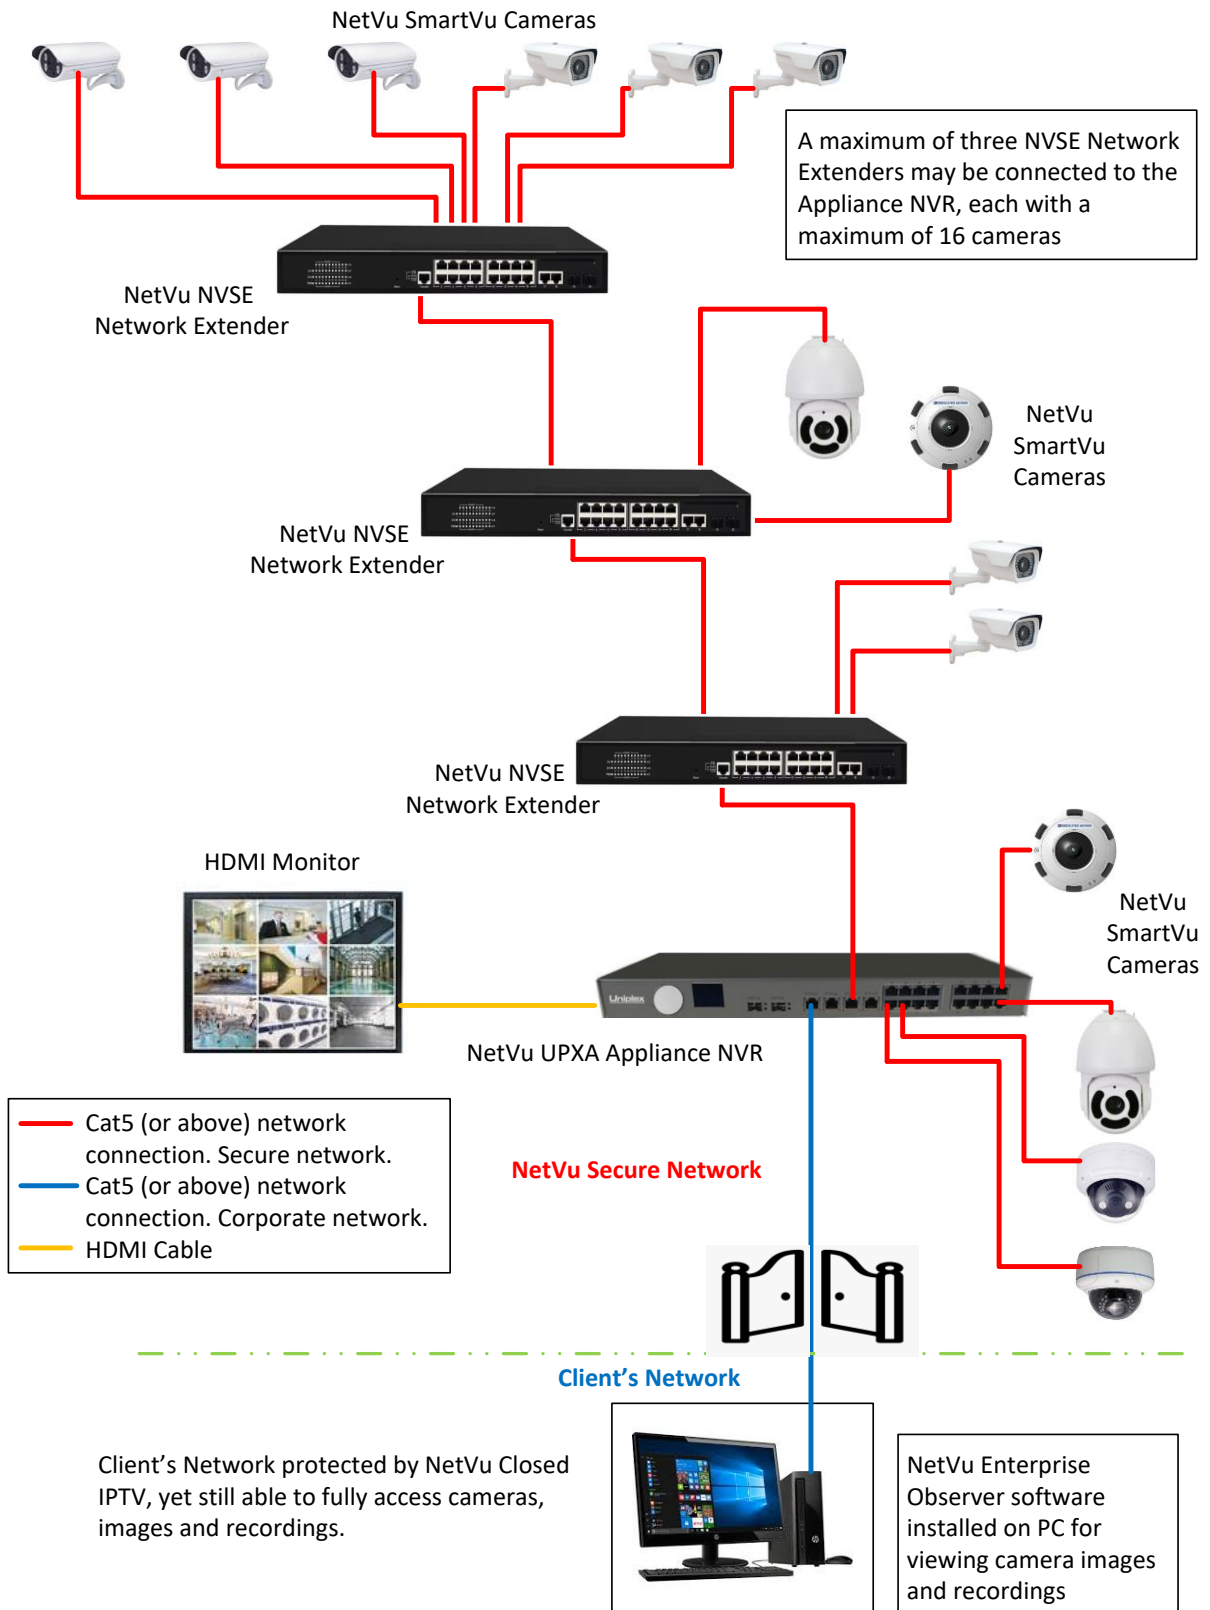 NetVu SmartVu Cameras
A maximum of three NVSE Network
Extenders may be connected to the
Appliance NVR, each with a
maximum of 16 cameras
NetVu NVSE
Network Extender
NetVu
SmartVu
Cameras
NetVu NVSE
Network Extender
NetVu NVSE
Network Extender
HDMI Monitor
NetVu
SmartVu
Cameras
Uniplex
NetVu UPXA Appliance NVR
Cat5 (or above) network
connection. Secure network.
Cat5 (or above) network
connection. Corporate network.
HDMI Cable
NetVu Secure Network
Client’s Network
Client’s Network protected by NetVu Closed
IPTV, yet still able to fully access cameras,
images and recordings.
NetVu Enterprise
Observer software
installed on PC for
viewing camera images
and recordings